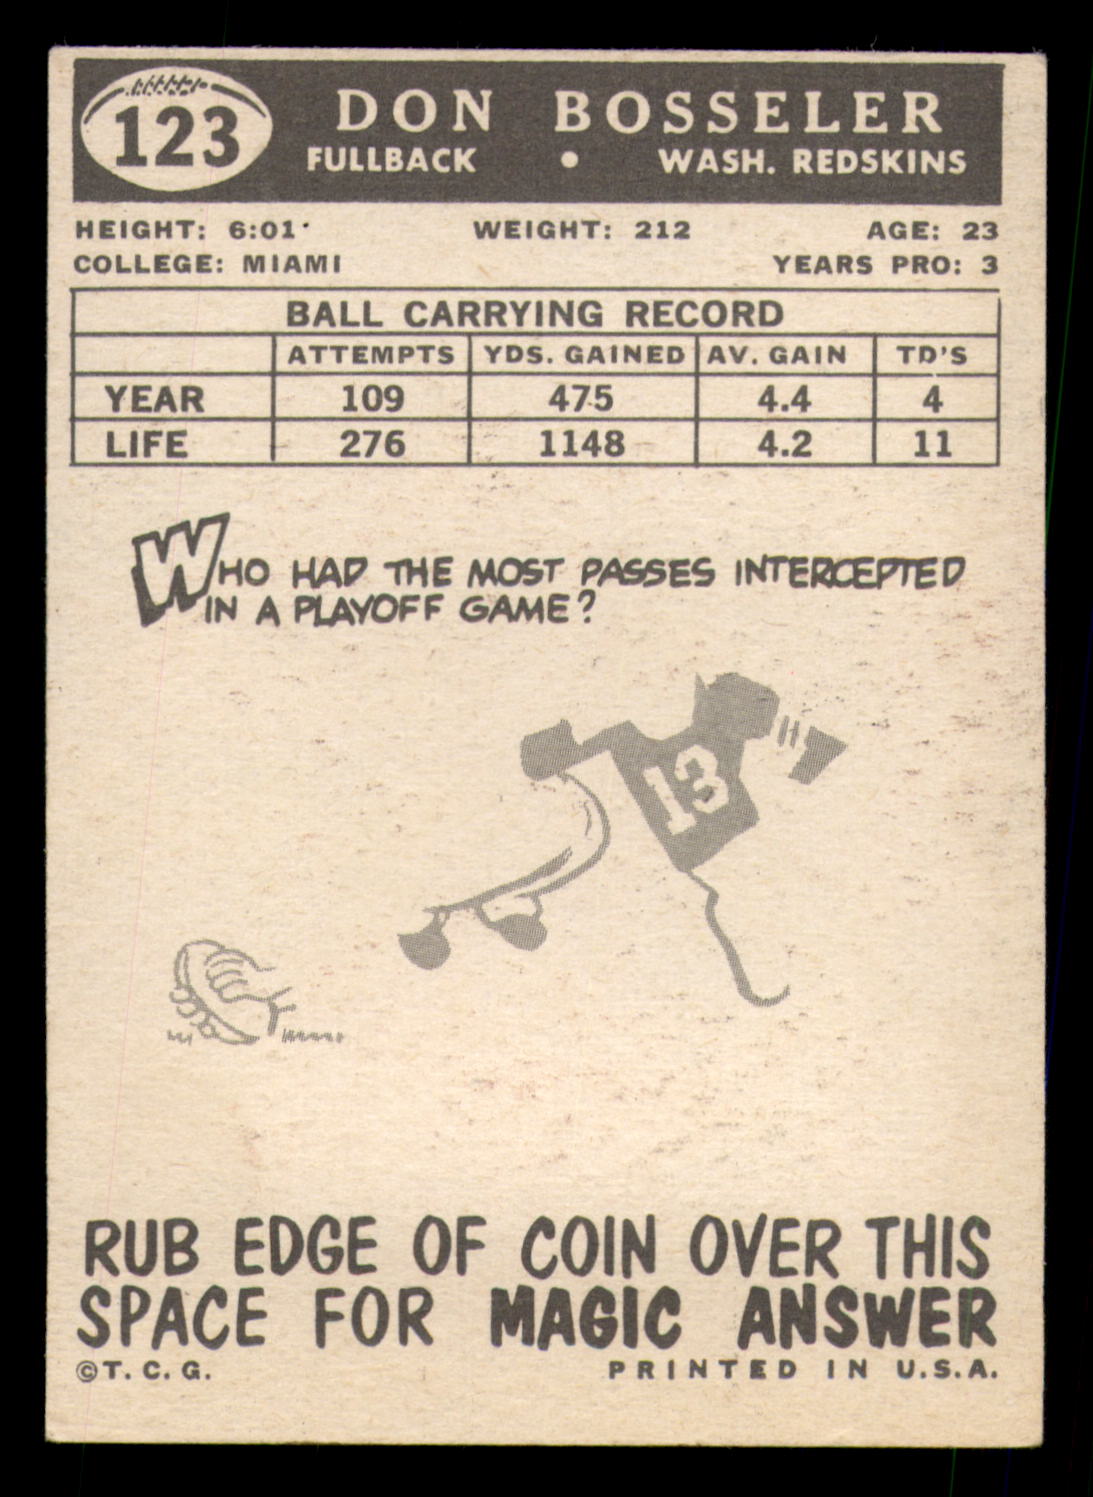 123
DON BOSSELER
FULLBACK • WASH. REDSKINS
HEIGHT: 6:01 WEIGHT: 212 AGE: 23
COLLEGE: MIAMI YEARS PRO: 3
BALL CARRYING RECORD
ATTEMPTS YDS. GAINED AV. GAIN TD'S
YEAR 109 475 4.4 4
LIFE 276 1148 4.2 11
WHO HAD THE MOST PASSES INTERCEPTED
IN A PLAYOFF GAME?
13
RUB EDGE OF COIN OVER THIS
SPACE FOR MAGIC ANSWER
©T.C.G. PRINTED IN U.S.A.